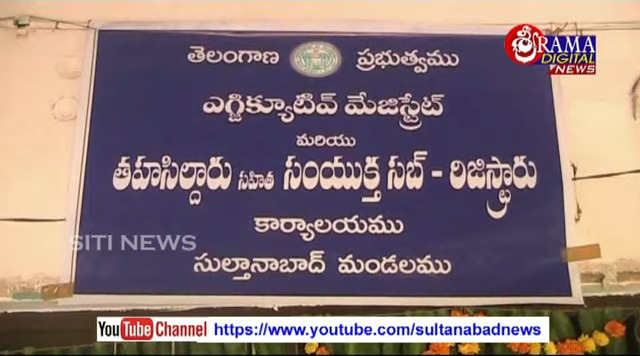 తెలంగాణ ప్రభుత్వము
ఎగ్జిక్యూటివ్ మేజిస్ట్రేట్
మరియు
తహసిల్దారు సహిత సంయుక్త సబ్ - రిజిస్ట్రారు
కార్యాలయము
సుల్తానాబాద్ మండలము
శ్రీRAMA
DIGITAL
NEWS
SITI NEWS
YouTube Channel https://www.youtube.com/sultanabadnews